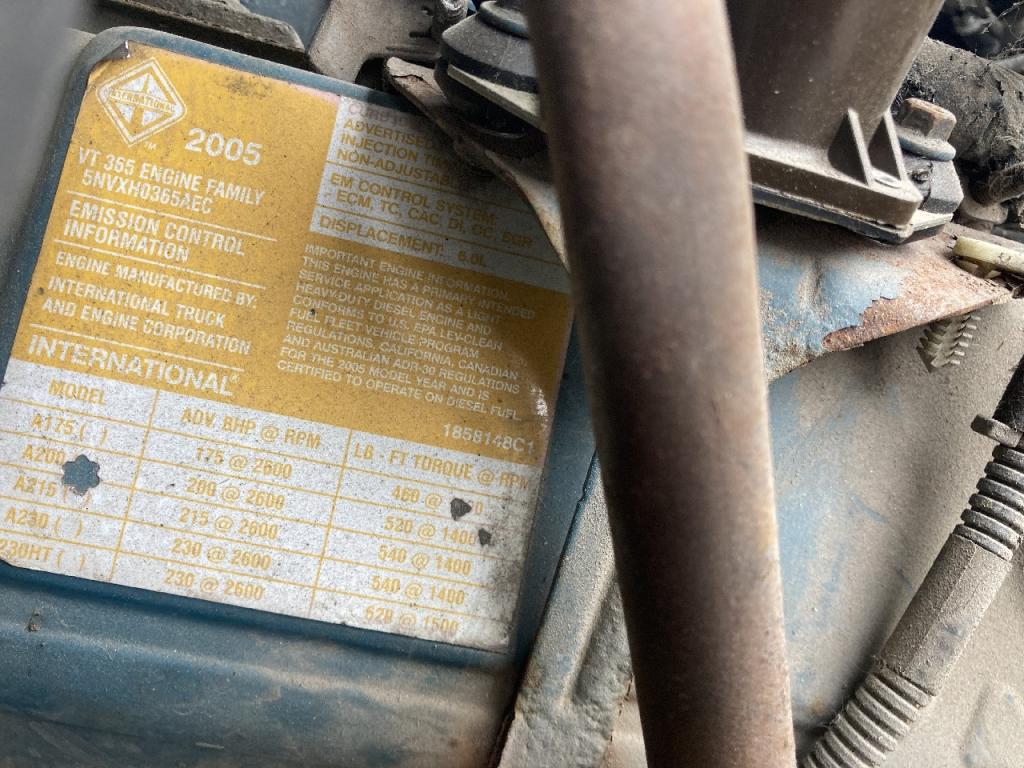 INTERNATIONAL
TM
2005
VT 365 ENGINE FAMILY
5NVXH0365AEC
EMISSION CONTROL
INFORMATION
ENGINE MANUFACTURED BY:
INTERNATIONAL TRUCK
AND ENGINE CORPORATION
INTERNATIONAL®
ADVERTISED
INJECTION
NON-ADJUSTABLE
EM CONTROL SYSTEM:
ECM, TC, CAC, DI, OC, EGR
DISPLACEMENT: 6.0L
IMPORTANT ENGINE INFORMATION.
THIS ENGINE HAS A PRIMARY INTENDED
SERVICE APPLICATION AS A LIGHT
HEAVY-DUTY DIESEL ENGINE AND
CONFORMS TO U.S. EPA LEV-CLEAN
FUEL FLEET VEHICLE PROGRAM
REGULATIONS, CALIFORNIA, CANADIAN
AND AUSTRALIAN ADR-30 REGULATIONS
FOR THE 2005 MODEL YEAR AND IS
CERTIFIED TO OPERATE ON DIESEL FUEL.
1858148C1
MODEL ADV. BHP @ RPM LB - FT TORQUE @ RPM
A175 ( ) 175 @ 2600 460 @
A200 200 @ 2600 520 @ 1400
A215 ( ) 215 @ 2600 540 @ 1400
A230 ( ) 230 @ 2600 540 @ 1400
230HT ( ) 230 @ 2600 620 @ 1500